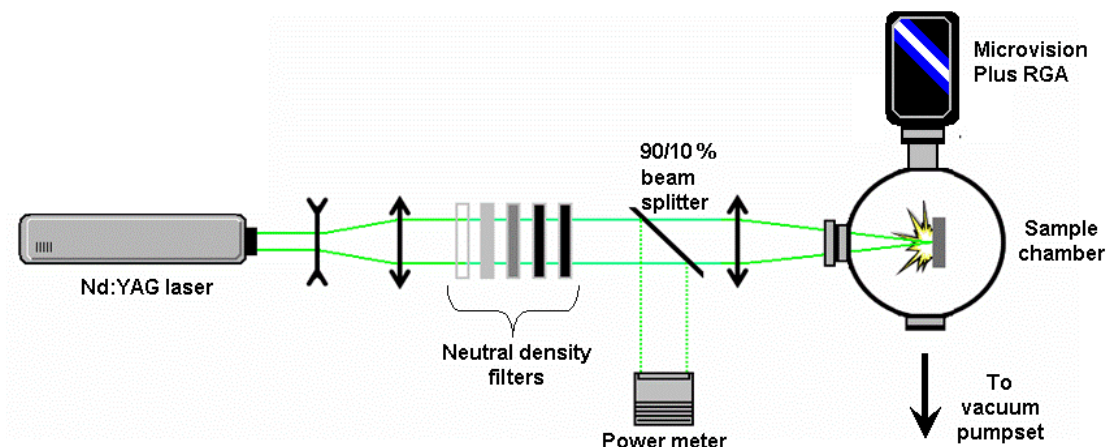 Microvision
Plus RGA
90/10 %
beam
splitter
Sample
chamber
Nd:YAG laser
Neutral density
filters
To
vacuum
pumpset
Power meter